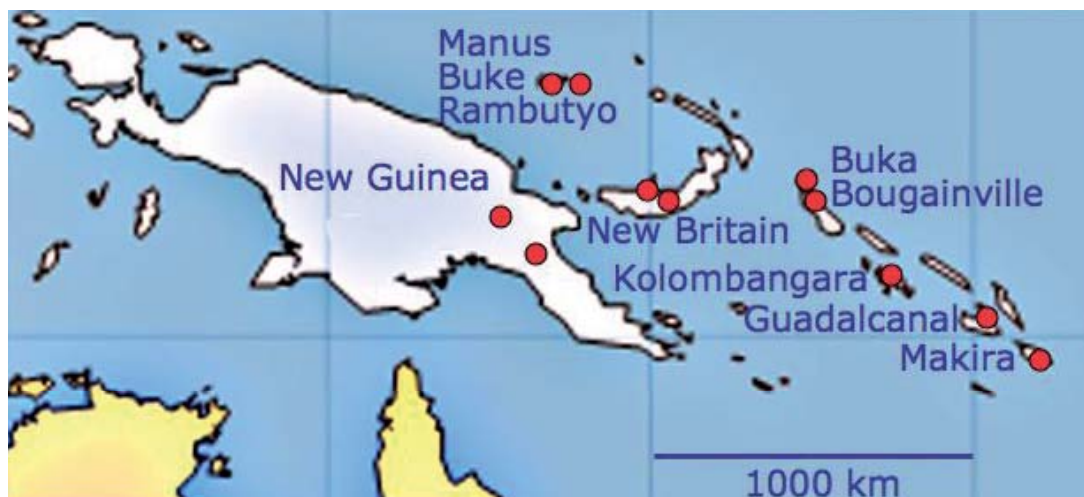 Manus
Buke
Rambutyo
New Guinea
Buka
Bougainville
New Britain
Kolombangara
Guadalcanal
Makira
1000 km